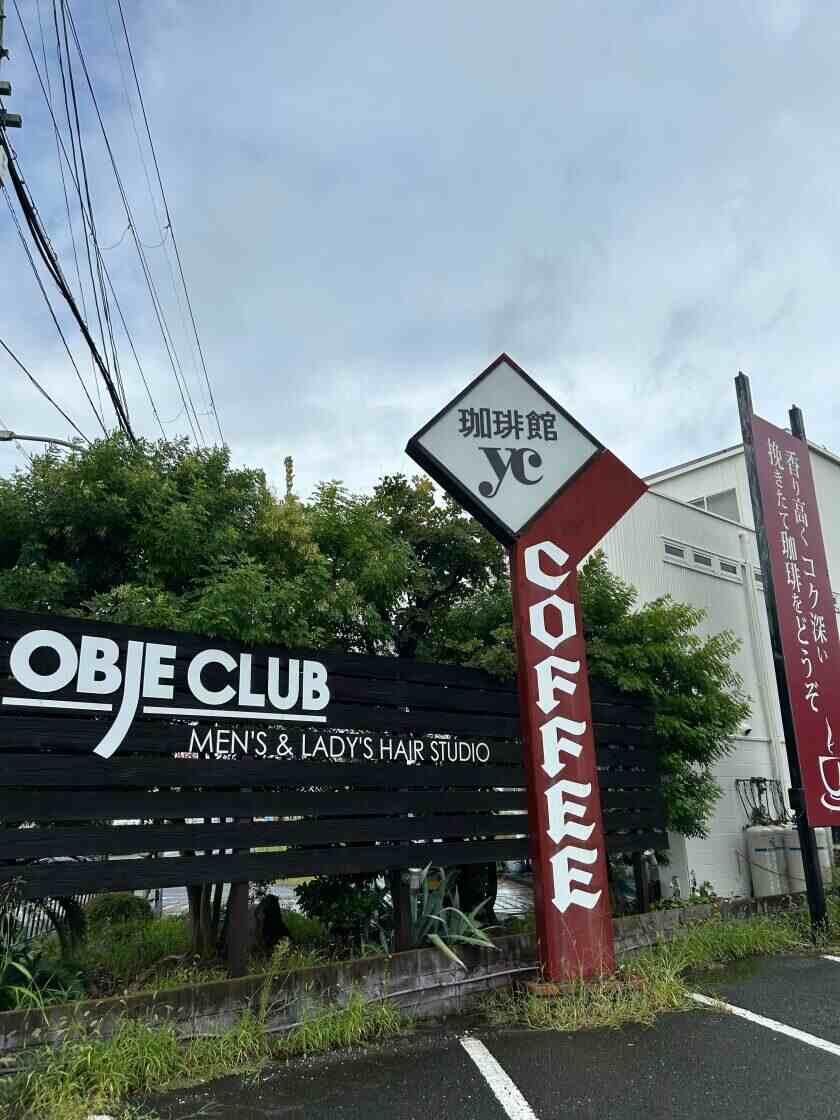 珈琲館
yc
COFFEE
OBJE CLUB
MEN'S & LADY'S HAIR STUDIO
香り高くコク深い
挽きたて珈琲をどうぞ